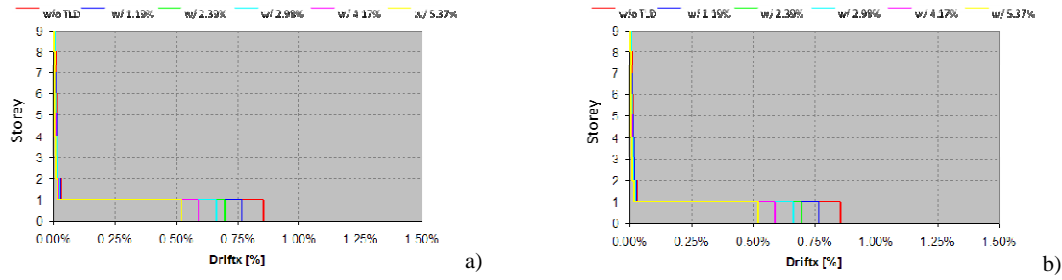 w/o TLD w/ 1.19% w/ 2.39% w/ 2.98% w/ 4.17% w/ 5.37%
Storey
9
8
7
6
5
4
3
2
1
0
0.00% 0.25% 0.50% 0.75% 1.00% 1.25% 1.50%
Driftx [%]
a)
w/o TLD w/ 1.19% w/ 2.39% w/ 2.98% w/ 4.17% w/ 5.37%
Storey
9
8
7
6
5
4
3
2
1
0
0.00% 0.25% 0.50% 0.75% 1.00% 1.25% 1.50%
Driftx [%]
b)